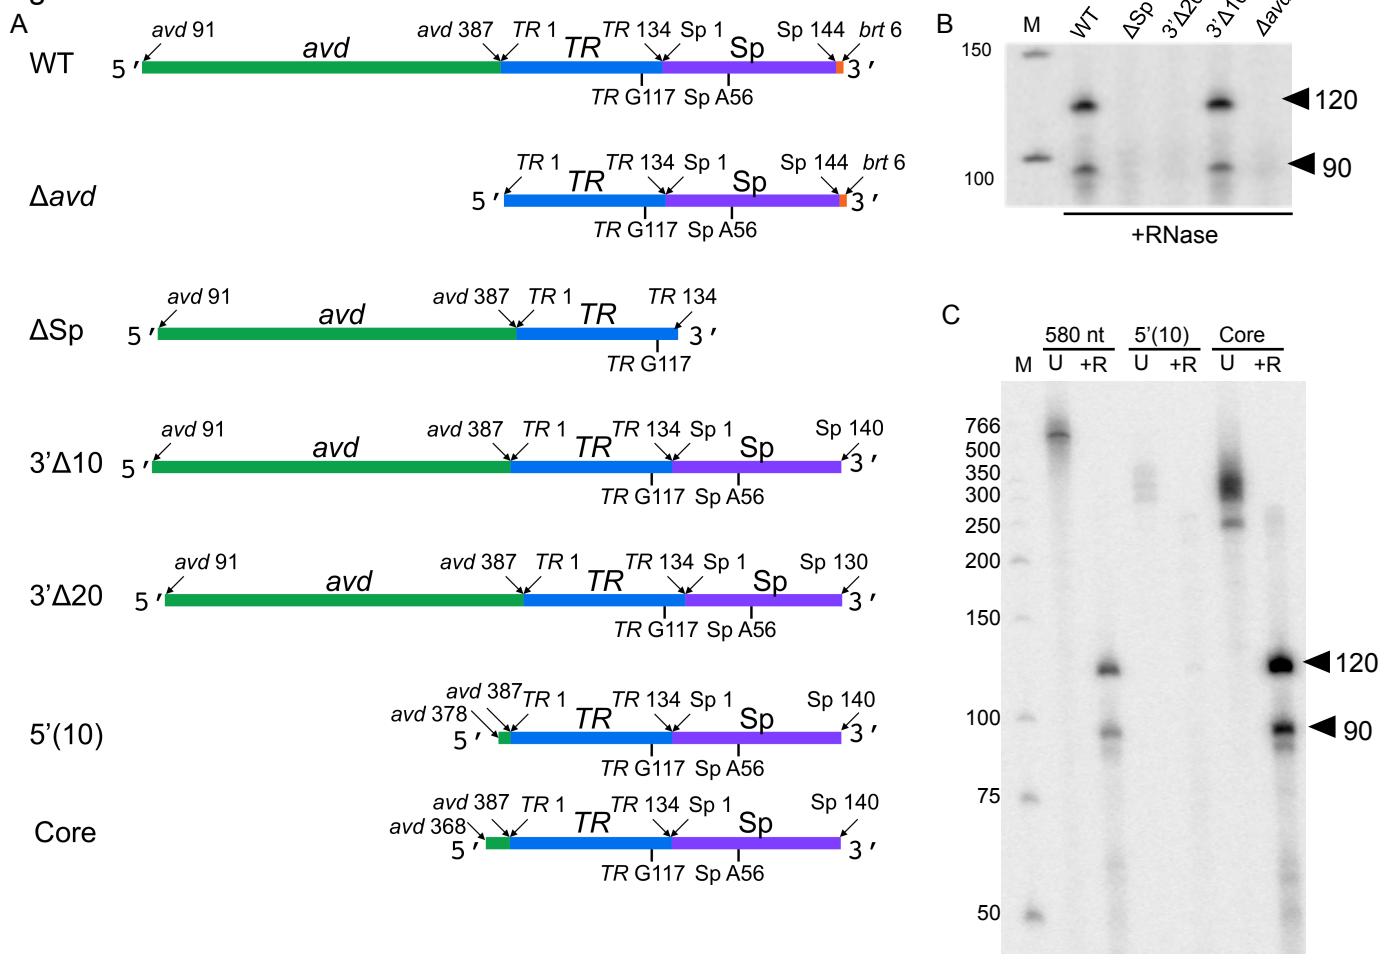 A
WT
5 ′
avd 91
avd
avd 387
TR 1
TR
TR 134
Sp 1
Sp
Sp 144
brt 6
3 ′
TR G117
Sp A56
Δavd
5 ′
TR 1
TR
TR 134
Sp 1
Sp
Sp 144
brt 6
3 ′
TR G117
Sp A56
ΔSp
5 ′
avd 91
avd
avd 387
TR 1
TR
TR 134
3 ′
TR G117
3’Δ10
5 ′
avd 91
avd
avd 387
TR 1
TR
TR 134
Sp 1
Sp
Sp 140
3 ′
TR G117
Sp A56
3’Δ20
5 ′
avd 91
avd
avd 387
TR 1
TR
TR 134
Sp 1
Sp
Sp 130
3 ′
TR G117
Sp A56
5’(10)
5 ′
avd 387
avd 378
TR 1
TR
TR 134
Sp 1
Sp
Sp 140
3 ′
TR G117
Sp A56
Core
5 ′
avd 387
avd 368
TR 1
TR
TR 134
Sp 1
Sp
Sp 140
3 ′
TR G117
Sp A56
B
M
WT
ΔSp
3’Δ20
3’Δ10
Δavd
150
100
120
90
+RNase
C
580 nt
5’(10)
Core
M
U
+R
U
+R
U
+R
766
500
350
300
250
200
150
100
75
50
120
90